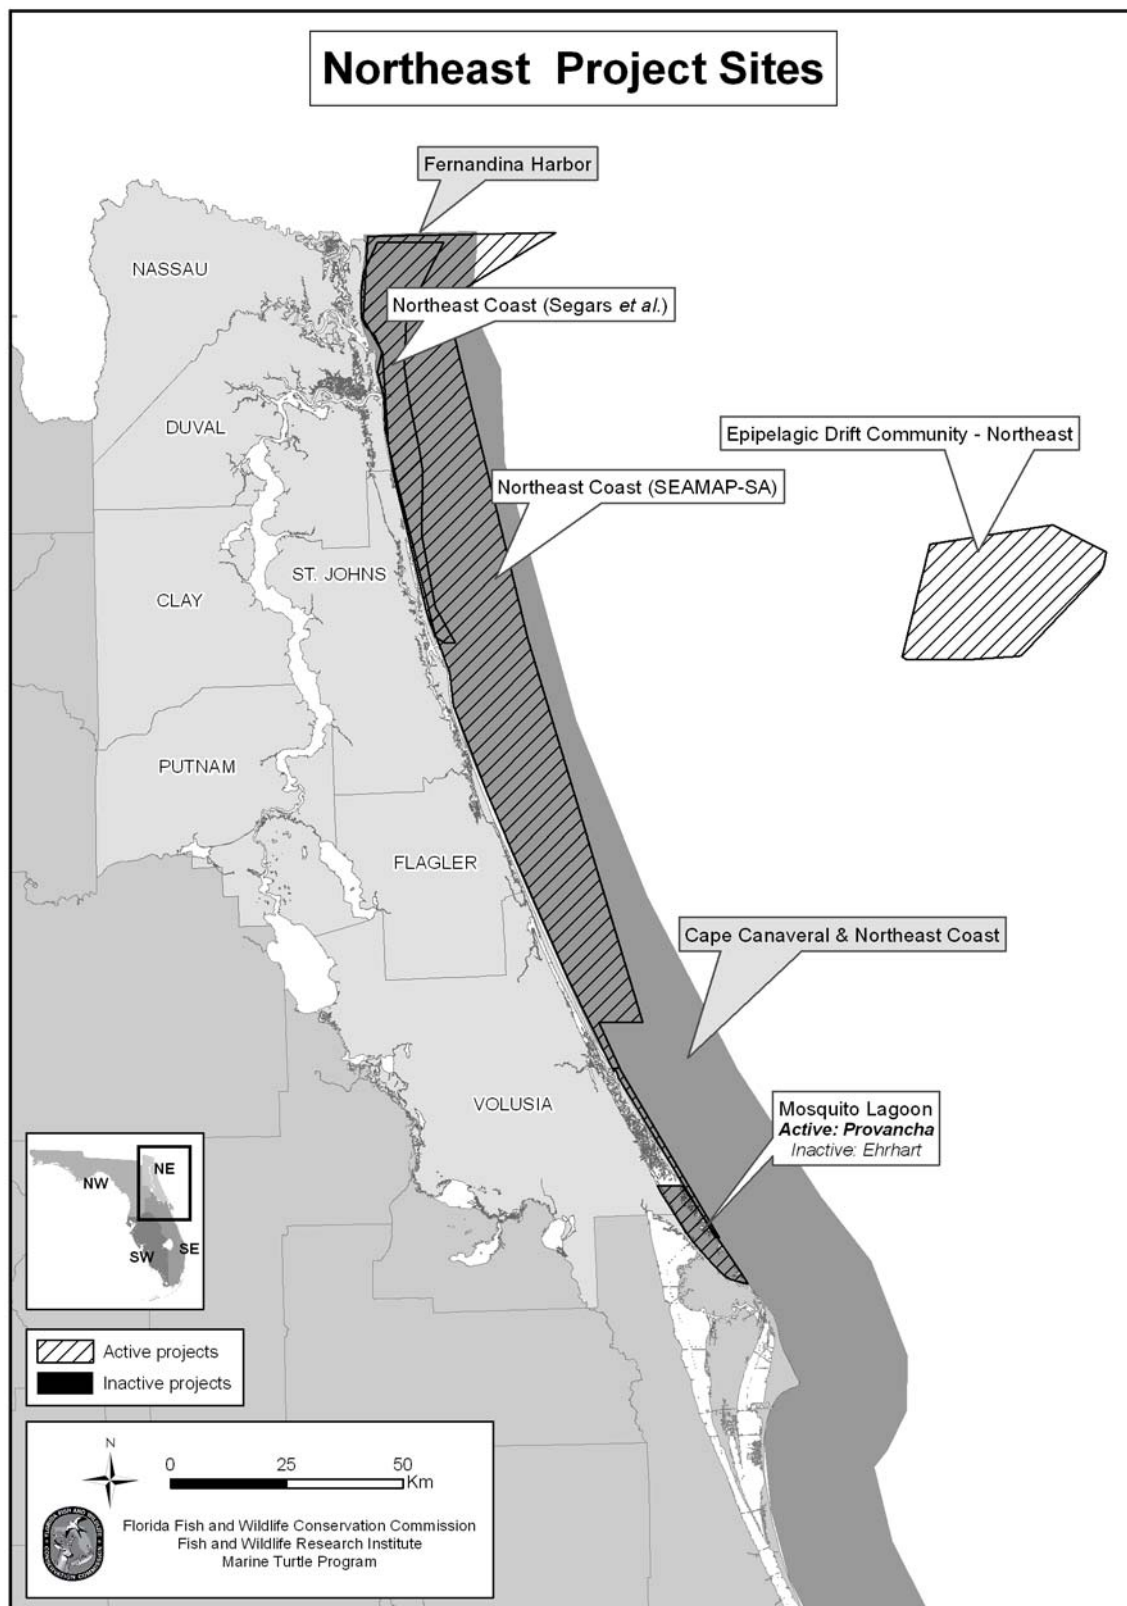 Northeast Project Sites
Fernandina Harbor
NASSAU
Northeast Coast (Segars et al.)
DUVAL
Epipelagic Drift Community - Northeast
Northeast Coast (SEAMAP-SA)
ST. JOHNS
CLAY
PUTNAM
FLAGLER
Cape Canaveral & Northeast Coast
VOLUSIA
Mosquito Lagoon
Active: Provancha
Inactive: Ehrhart
NE
NW
SW
SE
Active projects
Inactive projects
N
0 25 50
Km
Florida Fish and Wildlife Conservation Commission
Fish and Wildlife Research Institute
Marine Turtle Program